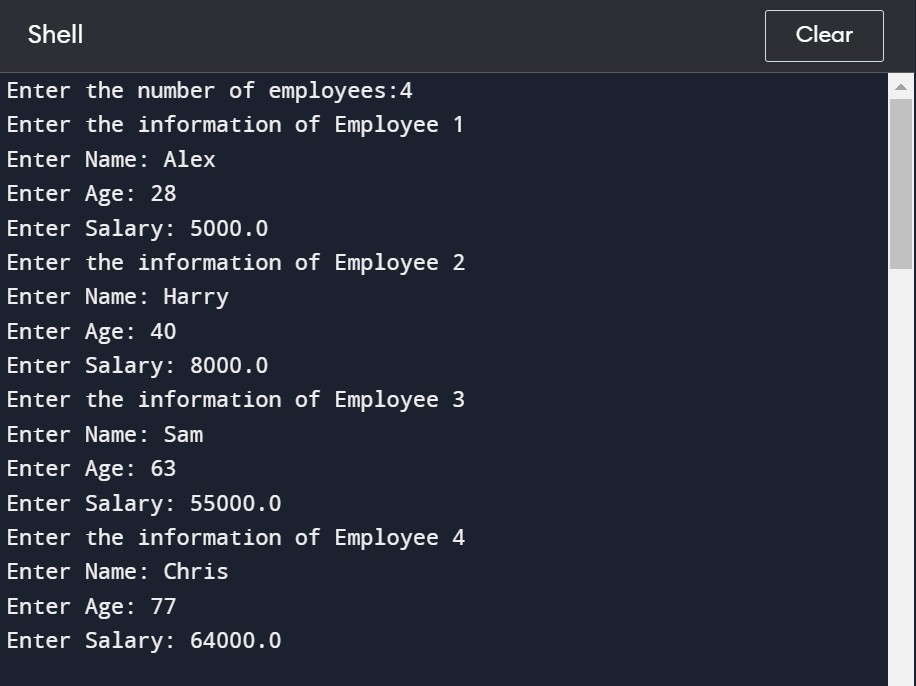 Shell
Clear
Enter the number of employees:4
Enter the information of Employee 1
Enter Name: Alex
Enter Age: 28
Enter Salary: 5000.0
Enter the information of Employee 2
Enter Name: Harry
Enter Age: 40
Enter Salary: 8000.0
Enter the information of Employee 3
Enter Name: Sam
Enter Age: 63
Enter Salary: 55000.0
Enter the information of Employee 4
Enter Name: Chris
Enter Age: 77
Enter Salary: 64000.0